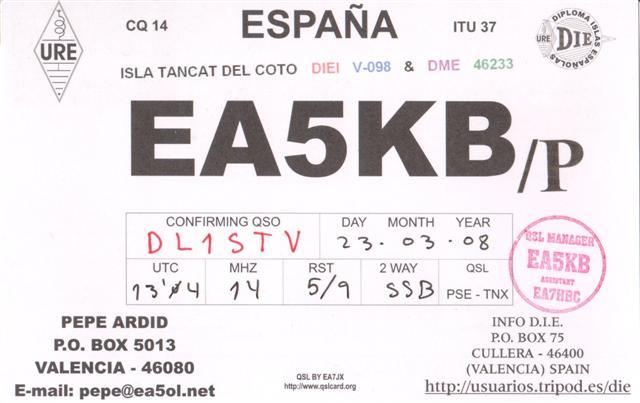 URE
CQ 14
ESPAÑA
ITU 37
DIPLOMA ISLAS ESPAÑOLAS
URE DIE
ISLA TANCAT DEL COTO DIEI V-098 & DME 46233
EA5KB/P
CONFIRMING QSO DAY MONTH YEAR
DL1STV 23 · 03 · 08
UTC MHZ RST 2 WAY QSL
13'04 14 5/9 SSB PSE - TNX
QSL MANAGER
EA5KB
ASSISTANT
EA7HBC
PEPE ARDID
P.O. BOX 5013
VALENCIA - 46080
E-mail: pepe@ea5ol.net
QSL BY EA7JX
http://www.qslcard.org
INFO D.I.E.
P.O. BOX 75
CULLERA - 46400
(VALENCIA) SPAIN
http://usuarios.tripod.es/die